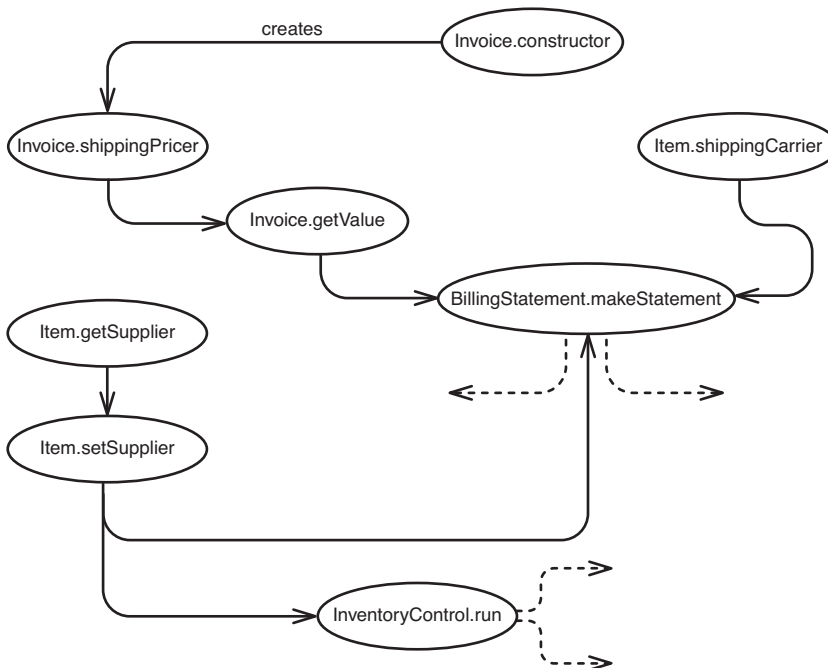 creates
Invoice.constructor
Invoice.shippingPricer
Item.shippingCarrier
Invoice.getValue
BillingStatement.makeStatement
Item.getSupplier
Item.setSupplier
InventoryControl.run